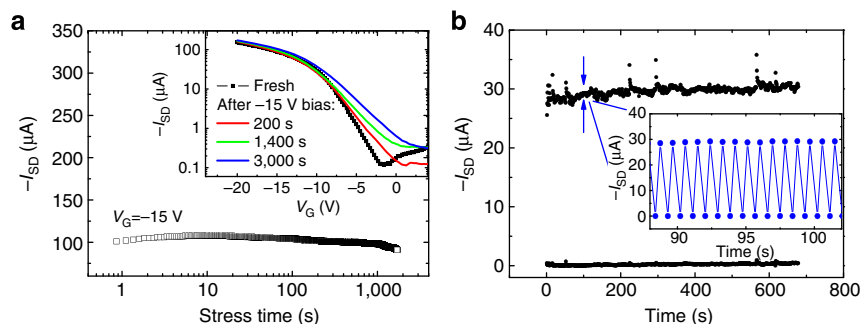 a
350
300
250
200
150
100
−I_SD (µA)
1
10
100
1,000
Stress time (s)
V_G=−15 V
100
10
1
0.1
−I_SD (µA)
Fresh
After −15 V bias:
200 s
1,400 s
3,000 s
−20
−15
−10
−5
0
V_G (V)
b
40
30
20
10
0
−I_SD (µA)
0
200
400
600
800
Time (s)
40
30
20
10
0
−I_SD (µA)
90
95
100
Time (s)